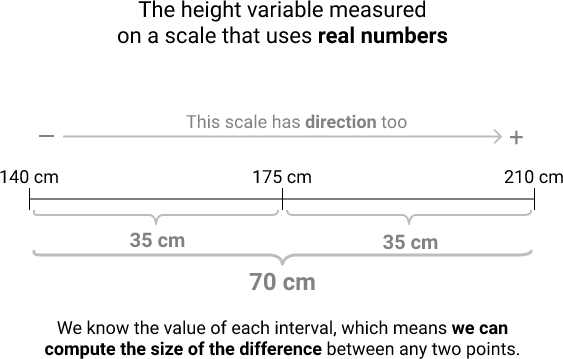 The height variable measured
on a scale that uses real numbers
This scale has direction too
− +
140 cm 175 cm 210 cm
35 cm 35 cm
70 cm
We know the value of each interval, which means we can
compute the size of the difference between any two points.